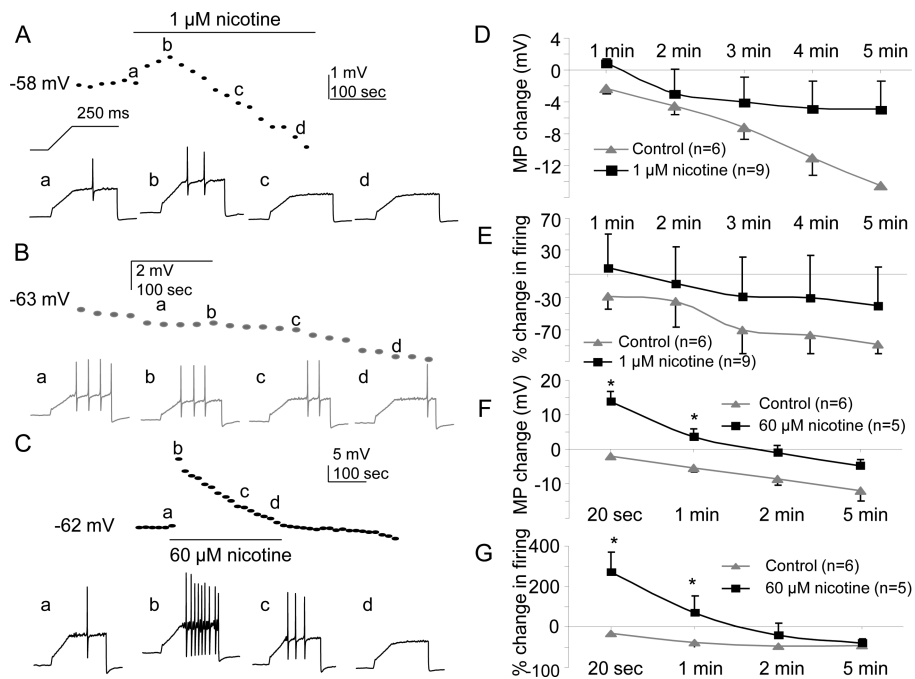 A
1 µM nicotine
b
a
-58 mV
c
d
1 mV
100 sec
250 ms
a
b
c
d
B
2 mV
100 sec
-63 mV
a
b
c
d
a
b
c
d
C
b
5 mV
100 sec
c
d
a
-62 mV
60 µM nicotine
a
b
c
d
D
MP change (mV)
4
0
-4
-8
-12
1 min 2 min 3 min 4 min 5 min
Control (n=6)
1 µM nicotine (n=9)
E
% change in firing
70
30
-30
-70
1 min 2 min 3 min 4 min 5 min
Control (n=6)
1 µM nicotine (n=9)
F
MP change (mV)
20
10
0
-10
*
*
Control (n=6)
60 µM nicotine (n=5)
20 sec 1 min 2 min 5 min
G
% change in firing
400
200
0
-100
*
*
Control (n=6)
60 µM nicotine (n=5)
20 sec 1 min 2 min 5 min